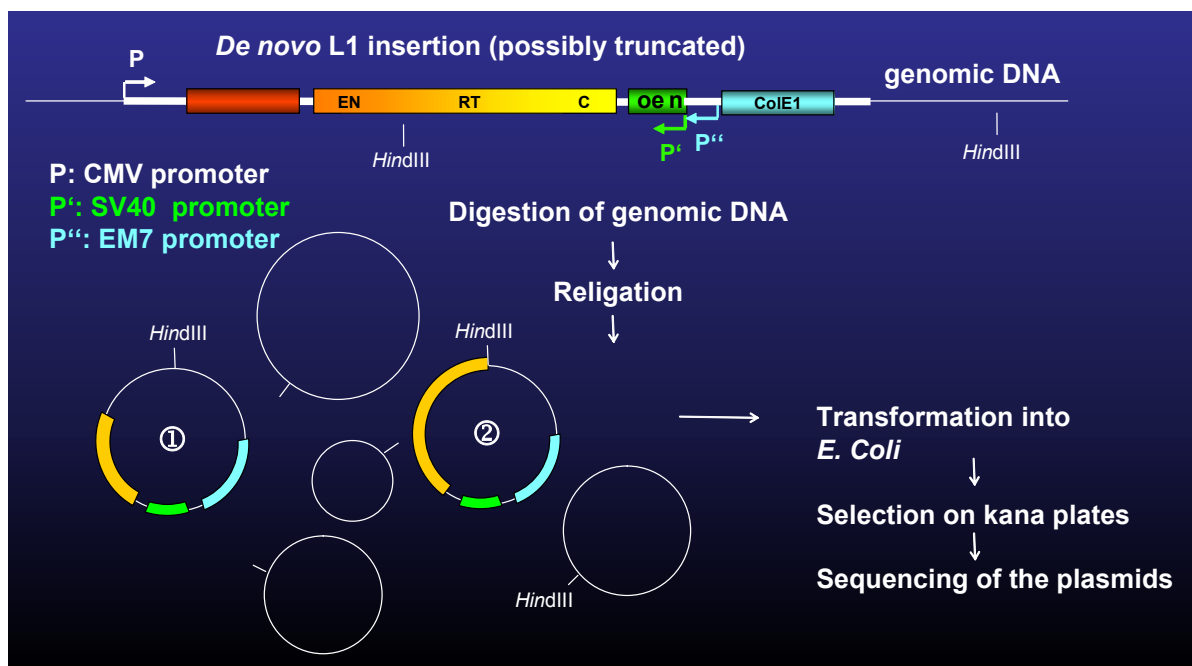 De novo L1 insertion (possibly truncated)
P
genomic DNA
EN RT C oe n ColE1
P‘ P‘‘
HindIII HindIII
P: CMV promoter
P‘: SV40 promoter
P‘‘: EM7 promoter
Digestion of genomic DNA
Religation
HindIII HindIII
① ②
HindIII
Transformation into
E. Coli
Selection on kana plates
Sequencing of the plasmids